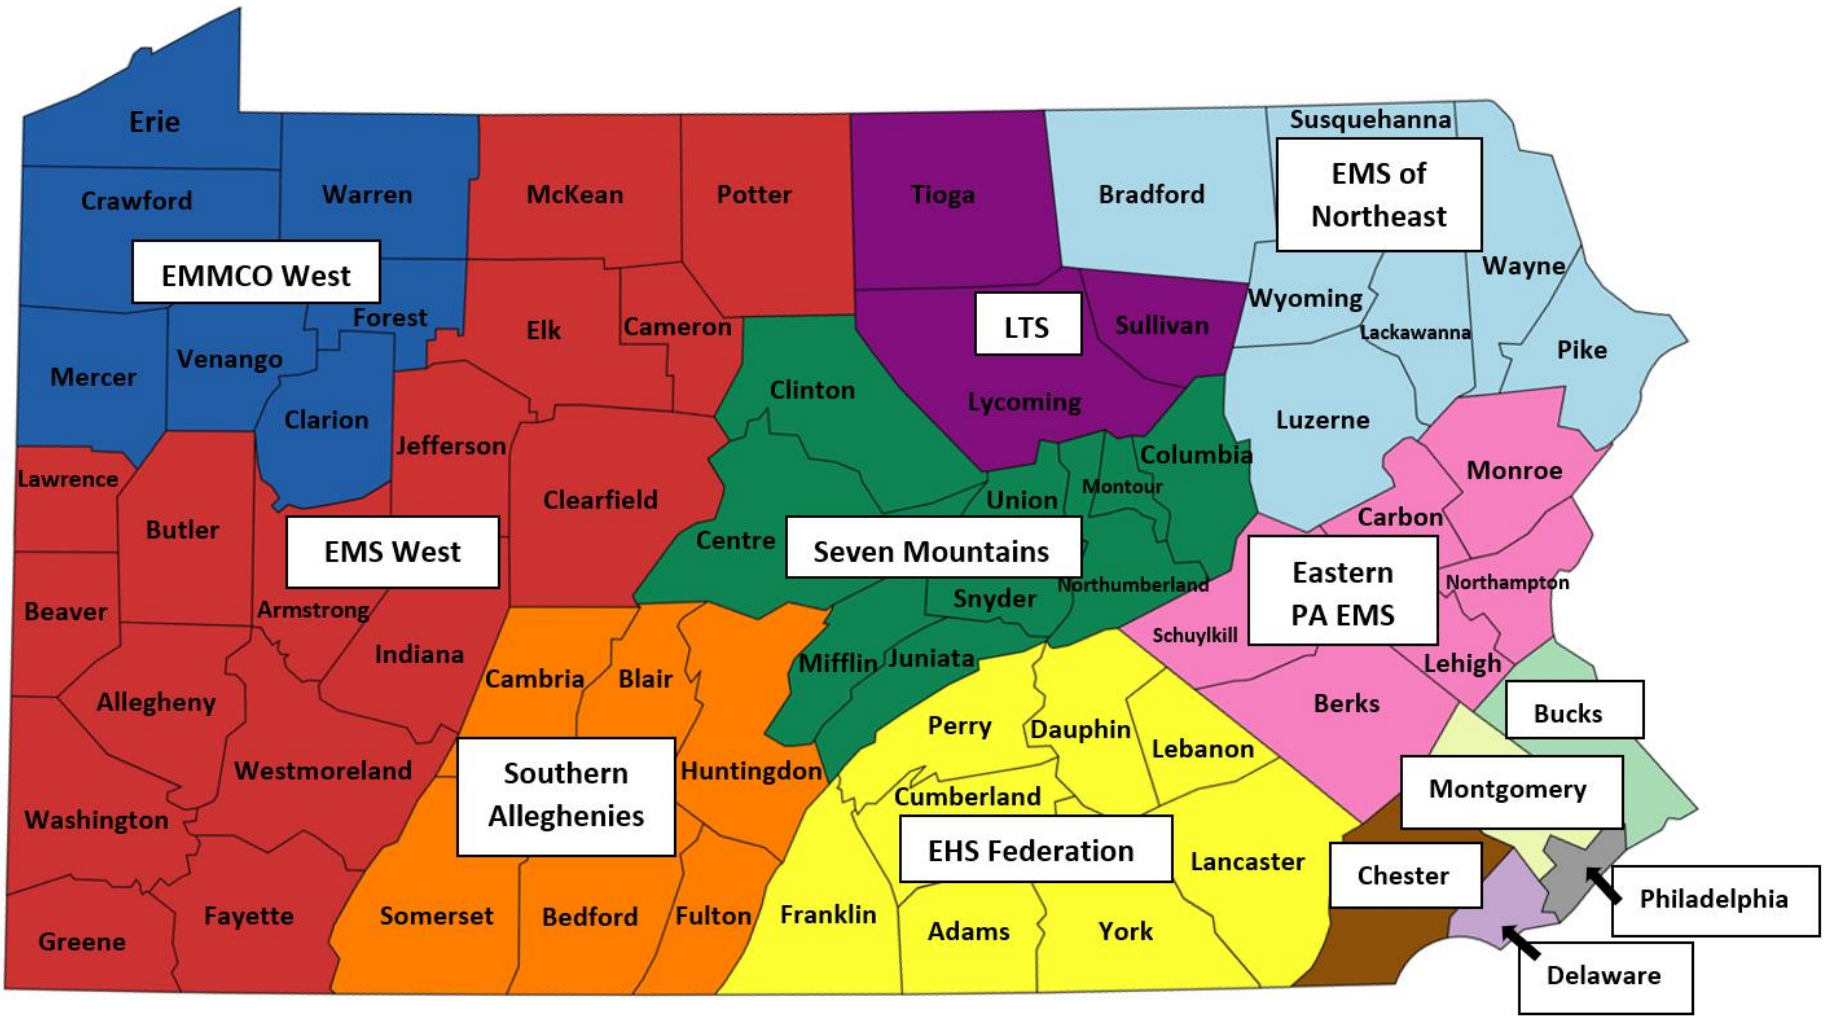 Erie
Crawford
Warren
McKean
Potter
Tioga
Bradford
Susquehanna
EMS of
Northeast
Wayne
EMMCO West
Forest
Wyoming
Lackawanna
Pike
Mercer
Venango
Clarion
Elk
Cameron
LTS
Sullivan
Lycoming
Clinton
Luzerne
Columbia
Monroe
Lawrence
Jefferson
Butler
Clearfield
Union
Montour
Carbon
EMS West
Centre
Seven Mountains
Eastern
PA EMS
Northampton
Northumberland
Beaver
Armstrong
Snyder
Indiana
Schuylkill
Lehigh
Mifflin
Juniata
Cambria
Blair
Allegheny
Berks
Bucks
Perry
Dauphin
Lebanon
Westmoreland
Southern
Alleghenies
Huntingdon
Cumberland
Montgomery
Washington
EHS Federation
Lancaster
Chester
Philadelphia
Greene
Fayette
Somerset
Bedford
Fulton
Franklin
Adams
York
Delaware